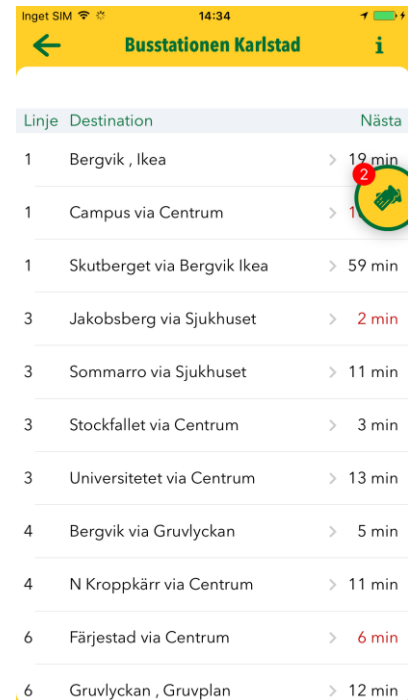 Inget SIM 14:34
Busstationen Karlstad i
Linje Destination Nästa
1 Bergvik , Ikea 19 min
2
1 Campus via Centrum
1 Skutberget via Bergvik Ikea 59 min
3 Jakobsberg via Sjukhuset 2 min
3 Sommarro via Sjukhuset 11 min
3 Stockfallet via Centrum 3 min
3 Universitetet via Centrum 13 min
4 Bergvik via Gruvlyckan 5 min
4 N Kroppkärr via Centrum 11 min
6 Färjestad via Centrum 6 min
6 Gruvlyckan , Gruvplan 12 min